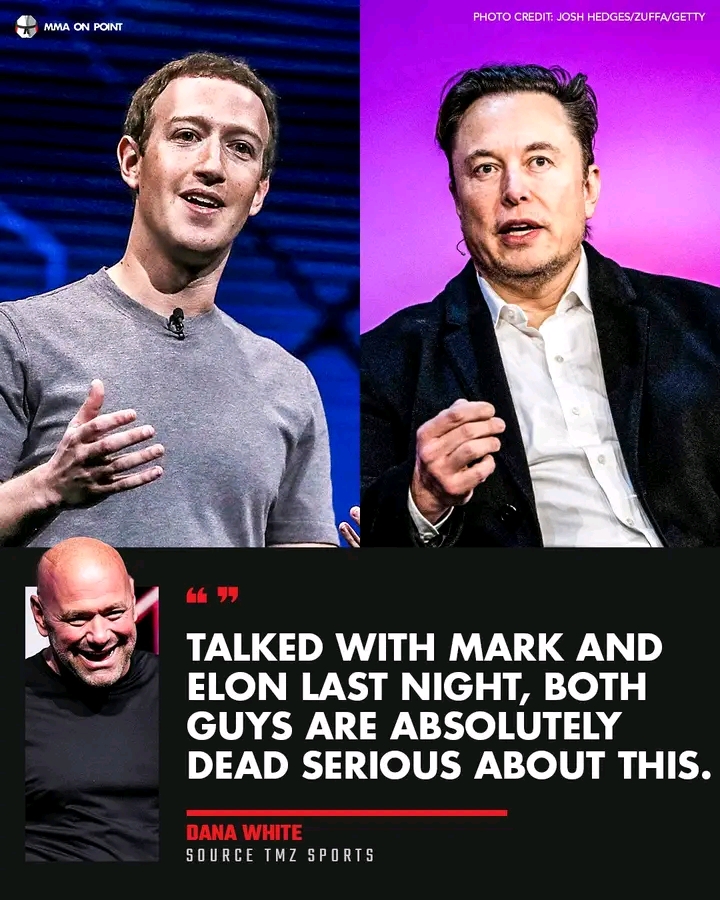 MMA ON POINT
PHOTO CREDIT: JOSH HEDGES/ZUFFA/GETTY
“ ”
TALKED WITH MARK AND
ELON LAST NIGHT, BOTH
GUYS ARE ABSOLUTELY
DEAD SERIOUS ABOUT THIS.
DANA WHITE
SOURCE TMZ SPORTS